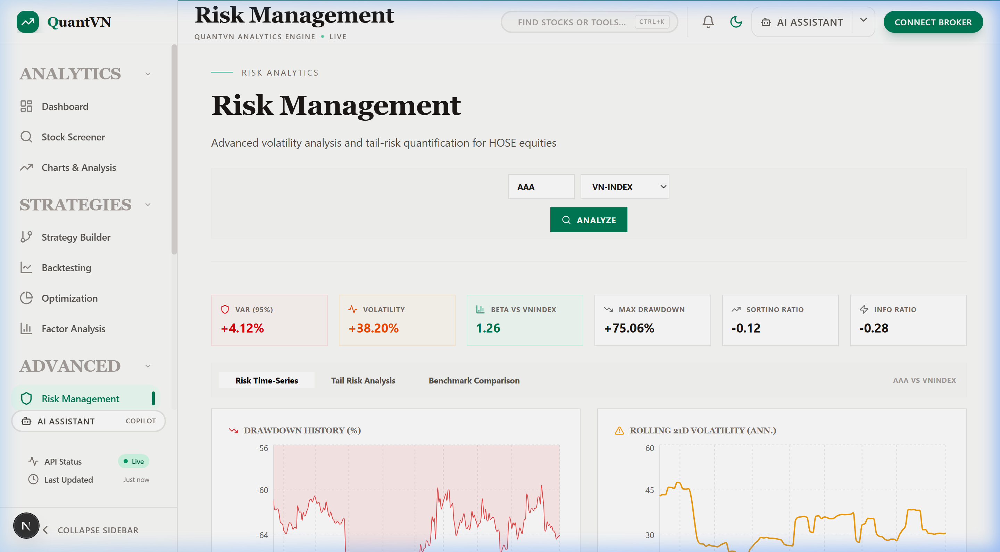 QuantVN
Risk Management
QUANTVN ANALYTICS ENGINE • LIVE
FIND STOCKS OR TOOLS... CTRL+K
AI ASSISTANT
CONNECT BROKER
ANALYTICS
Dashboard
Stock Screener
Charts & Analysis
STRATEGIES
Strategy Builder
Backtesting
Optimization
Factor Analysis
ADVANCED
Risk Management
AI ASSISTANT COPILOT
API Status Live
Last Updated Just now
N
COLLAPSE SIDEBAR
RISK ANALYTICS
Risk Management
Advanced volatility analysis and tail-risk quantification for HOSE equities
AAA VN-INDEX
ANALYZE
VAR (95%)
+4.12%
VOLATILITY
+38.20%
BETA VS VNINDEX
1.26
MAX DRAWDOWN
+75.06%
SORTINO RATIO
-0.12
INFO RATIO
-0.28
Risk Time-Series Tail Risk Analysis Benchmark Comparison AAA VS VNINDEX
DRAWDOWN HISTORY (%)
-56
-60
-64
ROLLING 21D VOLATILITY (ANN.)
60
45
30